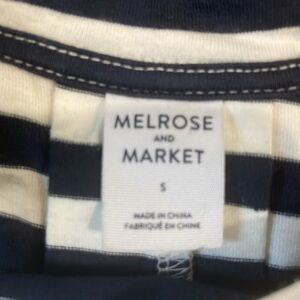 MELROSE
AND
MARKET
S
MADE IN CHINA
FABRIQUÉ EN CHINE